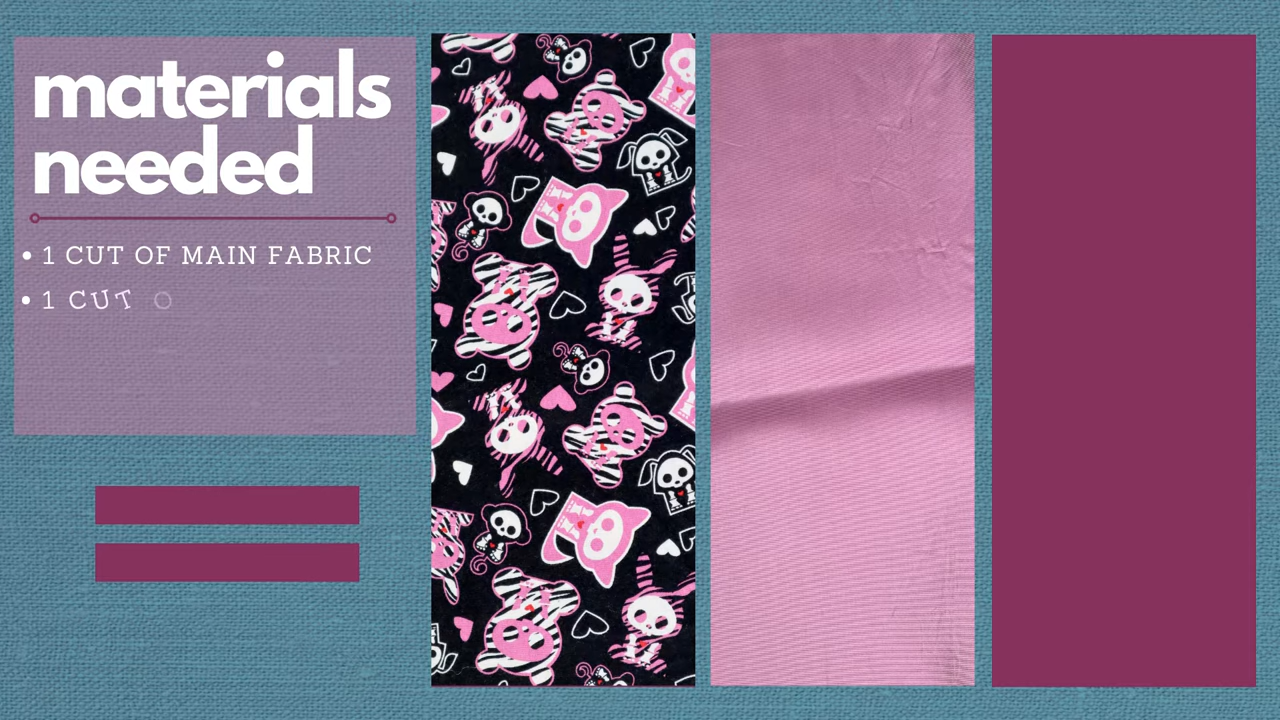 materials
needed
• 1 CUT OF MAIN FABRIC
• 1 CUT O